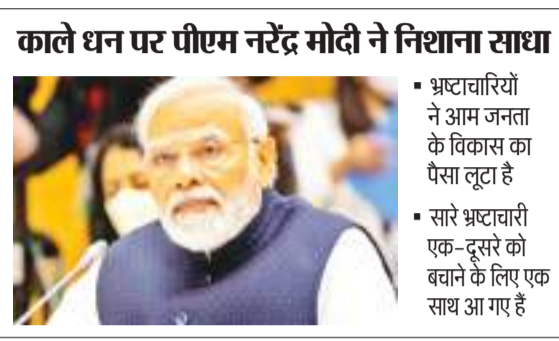 काले धन पर पीएम नरेंद्र मोदी ने निशाना साधा
▪ भ्रष्टाचारियों
ने आम जनता
के विकास का
पैसा लूटा है
▪ सारे भ्रष्टाचारी
एक-दूसरे को
बचाने के लिए एक
साथ आ गए हैं